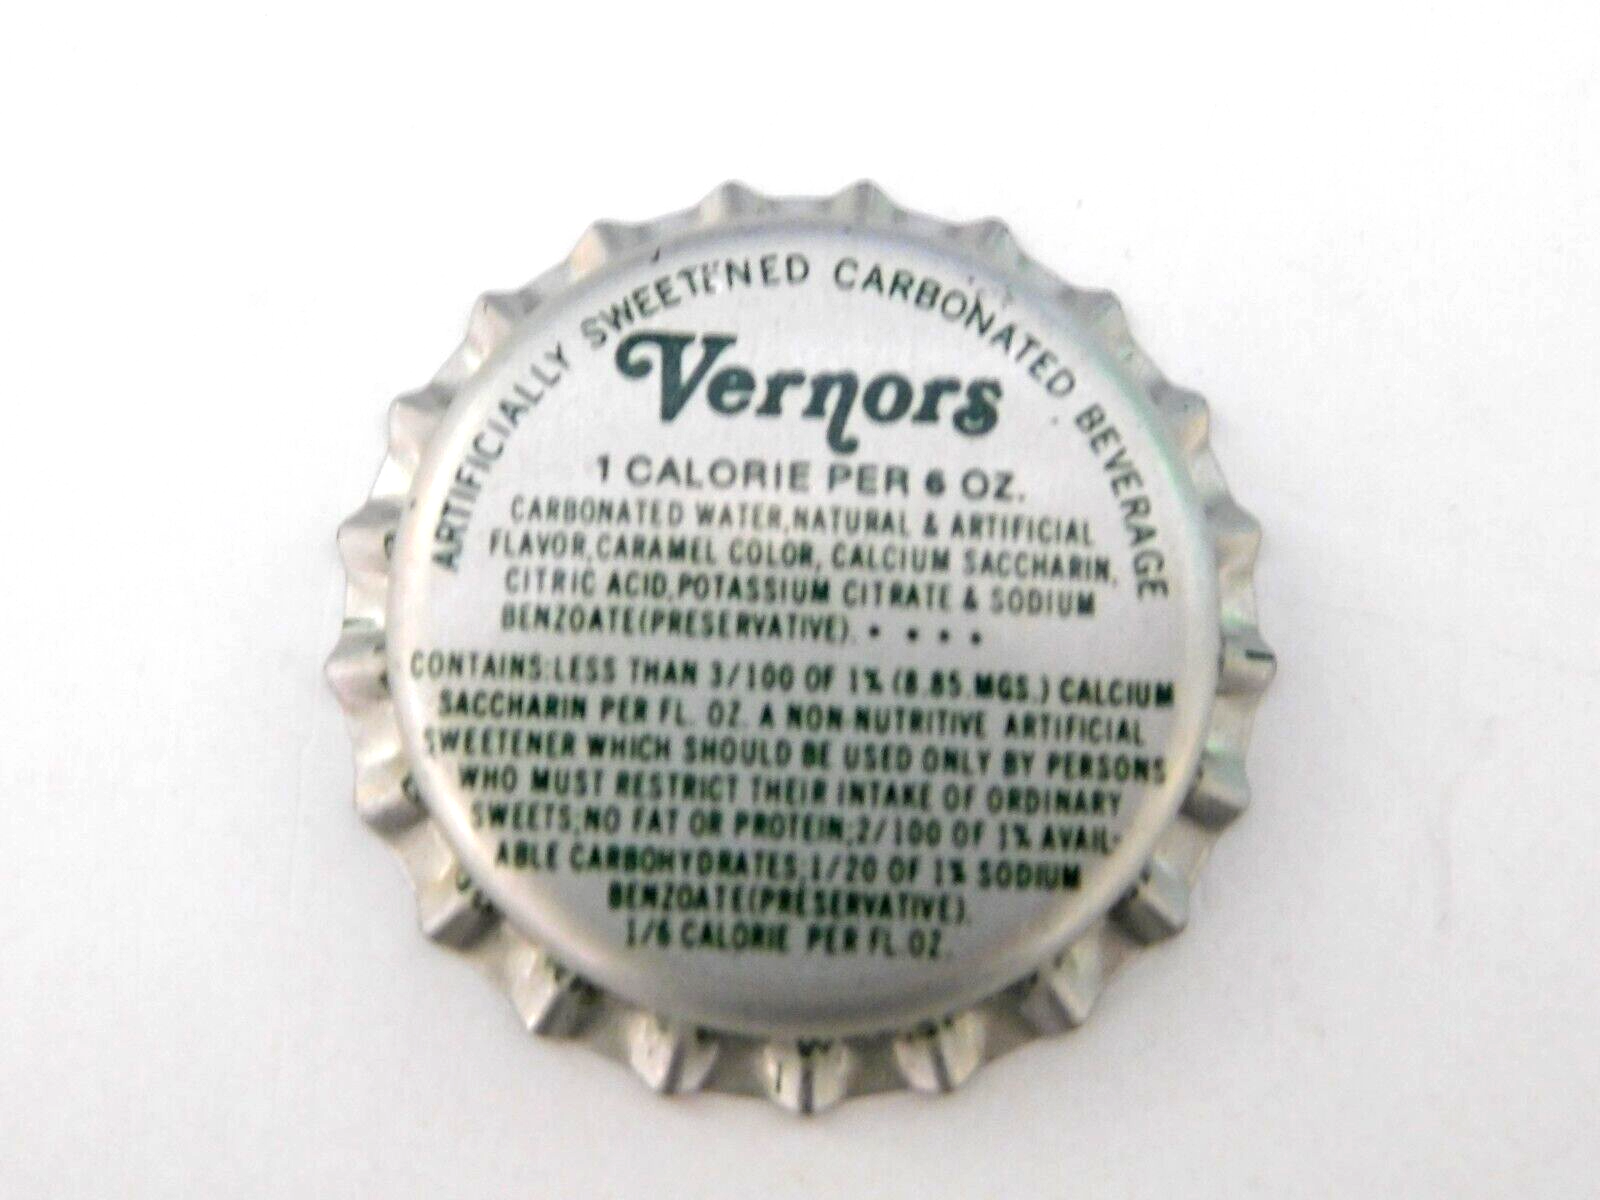 ARTIFICIALLY SWEETENED CARBONATED BEVERAGE
Vernors
1 CALORIE PER 6 OZ.
CARBONATED WATER, NATURAL & ARTIFICIAL
FLAVOR, CARAMEL COLOR, CALCIUM SACCHARIN,
CITRIC ACID, POTASSIUM CITRATE & SODIUM
BENZOATE(PRESERVATIVE). • • • •
CONTAINS: LESS THAN 3/100 OF 1% (8.85 MGS.) CALCIUM
SACCHARIN PER FL. OZ. A NON-NUTRITIVE ARTIFICIAL
SWEETENER WHICH SHOULD BE USED ONLY BY PERSONS
WHO MUST RESTRICT THEIR INTAKE OF ORDINARY
SWEETS; NO FAT OR PROTEIN; 2/100 OF 1% AVAIL-
ABLE CARBOHYDRATES; 1/20 OF 1% SODIUM
BENZOATE(PRESERVATIVE).
1/6 CALORIE PER FL. OZ.